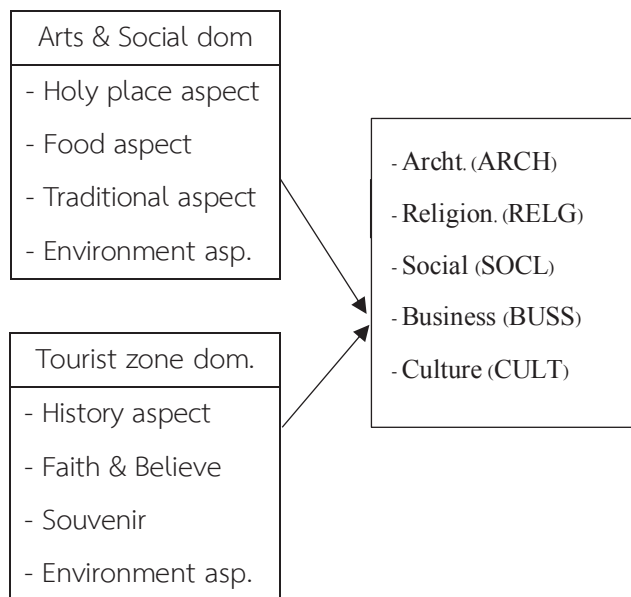 Arts & Social dom
- Holy place aspect
- Food aspect
- Traditional aspect
- Environment asp.
Tourist zone dom.
- History aspect
- Faith & Believe
- Souvenir
- Environment asp.
- Archt. (ARCH)
- Religion. (RELG)
- Social (SOCL)
- Business (BUSS)
- Culture (CULT)